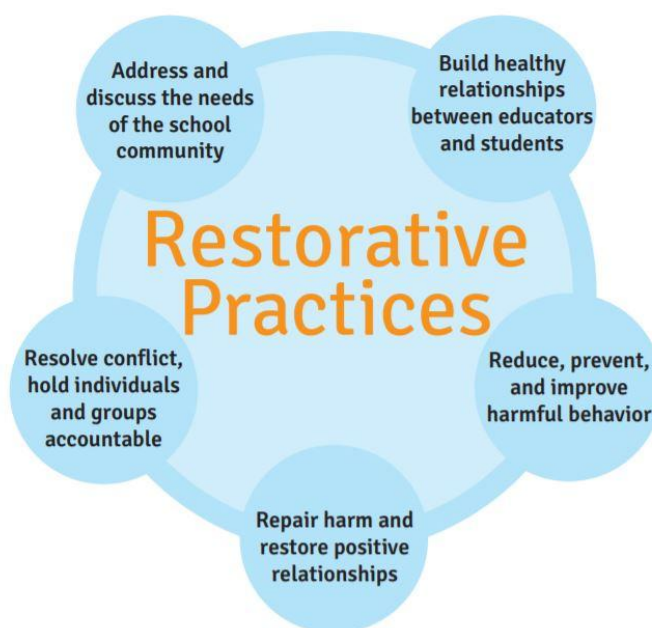 Address and
discuss the needs
of the school
community
Build healthy
relationships
between educators
and students
Restorative
Practices
Resolve conflict,
hold individuals
and groups
accountable
Reduce, prevent,
and improve
harmful behavior
Repair harm and
restore positive
relationships